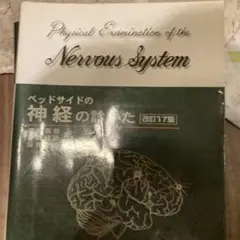 Physical Examination of the
Nervous System
ベッドサイドの
神経の診かた 改訂17版